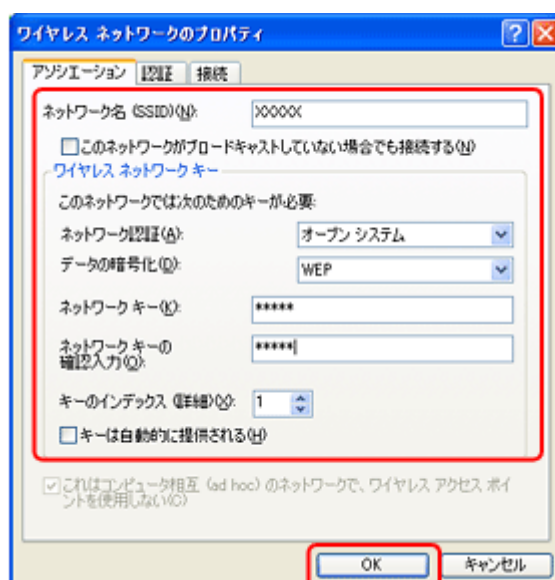 ワイヤレス ネットワークのプロパティ
アソシエーション 認証 接続
ネットワーク名 (SSID)(N): XXXXX
このネットワークがブロードキャストしていない場合でも接続する(N)
ワイヤレス ネットワーク キー
このネットワークでは次のためのキーが必要:
ネットワーク認証(A): オープン システム
データの暗号化(D): WEP
ネットワーク キー(K): *****
ネットワーク キーの
確認入力(O): *****
キーのインデックス (詳細)(X): 1
キーは自動的に提供される(H)
これはコンピュータ相互 (ad hoc) のネットワークで、ワイヤレス アクセス ポイ
ントを使用しない(C)
OK キャンセル